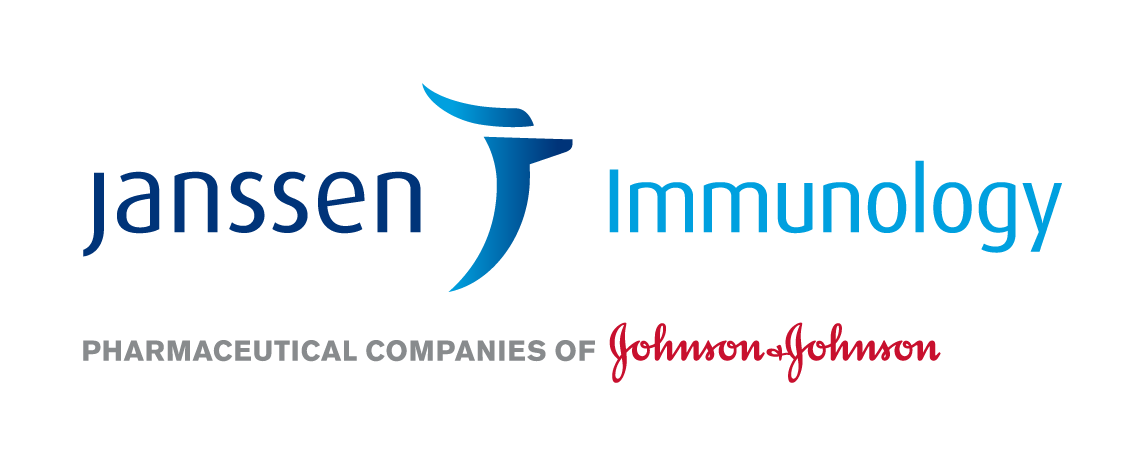 Janssen Immunology
PHARMACEUTICAL COMPANIES OF Johnson & Johnson